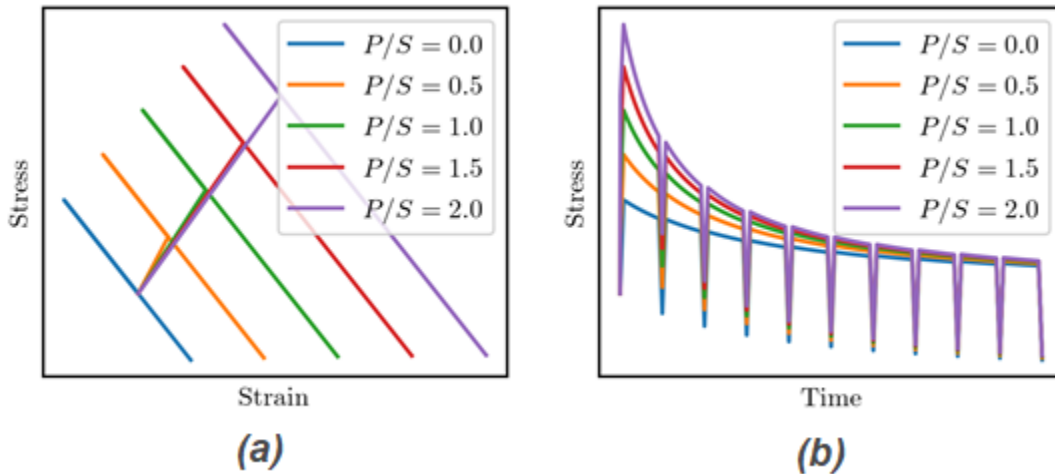 Stress
P/S = 0.0
P/S = 0.5
P/S = 1.0
P/S = 1.5
P/S = 2.0
Strain
(a)
Stress
P/S = 0.0
P/S = 0.5
P/S = 1.0
P/S = 1.5
P/S = 2.0
Time
(b)